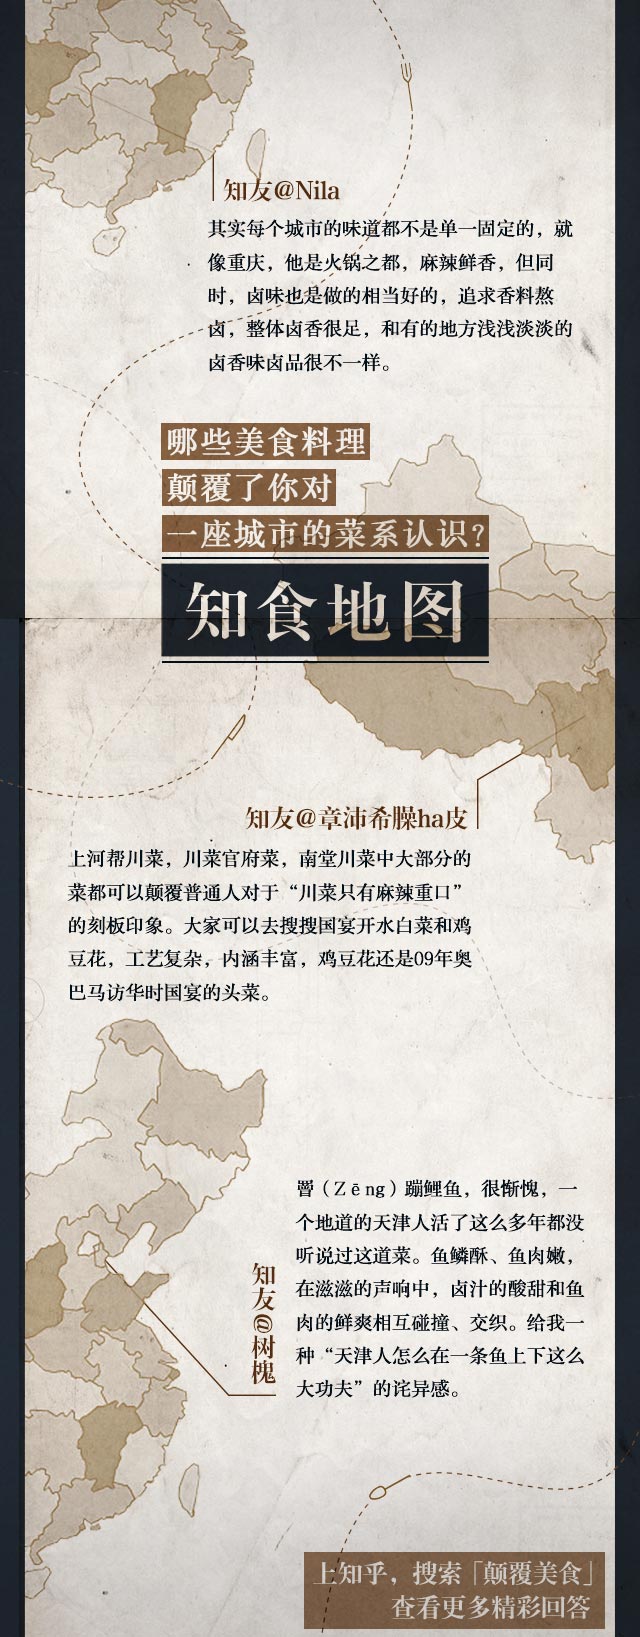 知友@Nila
其实每个城市的味道都不是单一固定的，就
像重庆，他是火锅之都，麻辣鲜香，但同
时，卤味也是做的相当好的，追求香料熬
卤，整体卤香很足，和有的地方浅浅淡淡的
卤香味卤品很不一样。
哪些美食料理
颠覆了你对
一座城市的菜系认识？
知食地图
知友@章沛希臊ha皮
上河帮川菜，川菜官府菜，南堂川菜中大部分的
菜都可以颠覆普通人对于“川菜只有麻辣重口”
的刻板印象。大家可以去搜搜国宴开水白菜和鸡
豆花，工艺复杂，内涵丰富，鸡豆花还是09年奥
巴马访华时国宴的头菜。
罾（Zēng）蹦鲤鱼，很惭愧，一
个地道的天津人活了这么多年都没
听说过这道菜。鱼鳞酥、鱼肉嫩，
在滋滋的声响中，卤汁的酸甜和鱼
肉的鲜爽相互碰撞、交织。给我一
种“天津人怎么在一条鱼上下这么
大功夫”的诧异感。
知友@树槐
上知乎，搜索「颠覆美食」
查看更多精彩回答